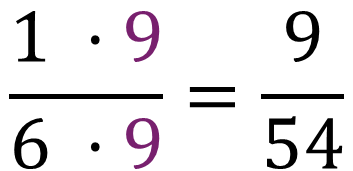 1 · 9 / 6 · 9 = 9 / 54